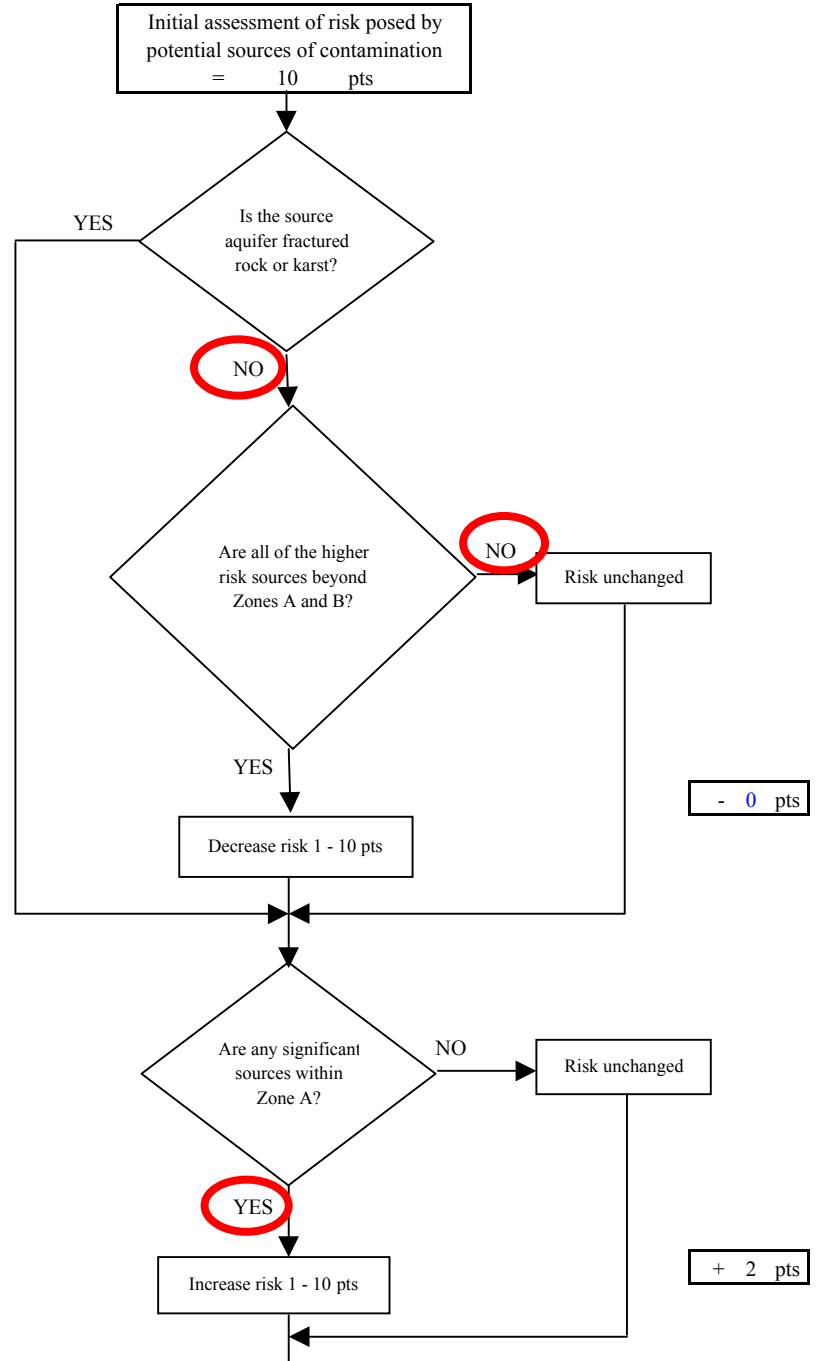 Initial assessment of risk posed by
potential sources of contamination
= 10 pts
YES
Is the source
aquifer fractured
rock or karst?
NO
Are all of the higher
risk sources beyond
Zones A and B?
NO
Risk unchanged
YES
- 0 pts
Decrease risk 1 - 10 pts
Are any significant
sources within
Zone A?
NO
Risk unchanged
YES
+ 2 pts
Increase risk 1 - 10 pts